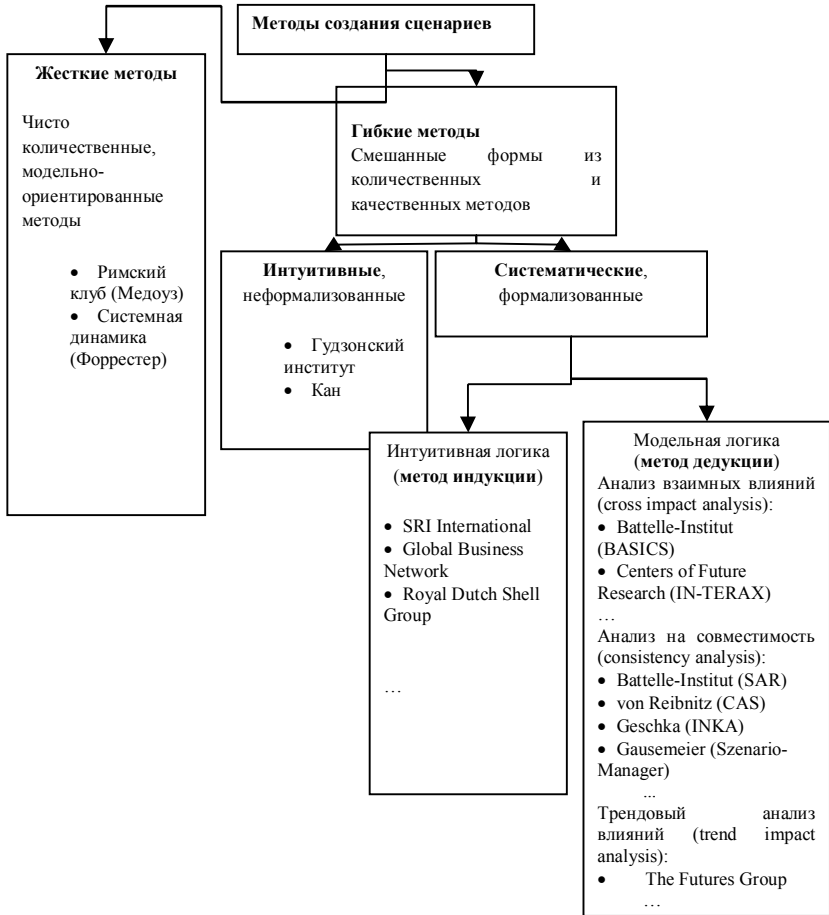 Методы создания сценариев
Жесткие методы
Чисто
количественные,
модельно-
ориентированные
методы
• Римский
клуб (Медоуз)
• Системная
динамика
(Форрестер)
Гибкие методы
Смешанные формы из
количественных и
качественных методов
Интуитивные,
неформализованные
• Гудзонский
институт
• Кан
Систематические,
формализованные
Интуитивная логика
(метод индукции)
• SRI International
• Global Business
Network
• Royal Dutch Shell
Group
…
Модельная логика
(метод дедукции)
Анализ взаимных влияний
(cross impact analysis):
• Battelle-Institut
(BASICS)
• Centers of Future
Research (IN-TERAX)
…
Анализ на совместимость
(consistency analysis):
• Battelle-Institut (SAR)
• von Reibnitz (CAS)
• Geschka (INKA)
• Gausemeier (Szenario-
Manager)
...
Трендовый анализ
влияний (trend impact
analysis):
• The Futures Group
…